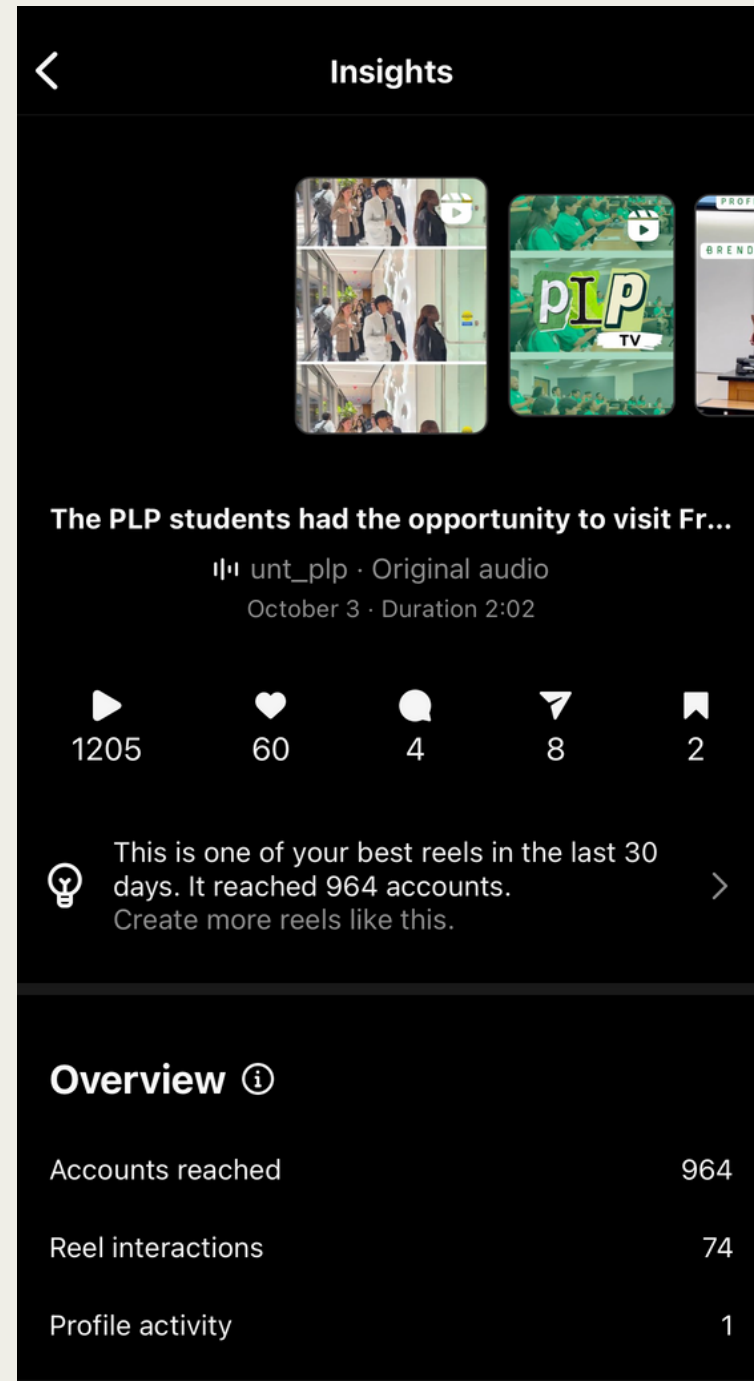 Insights
PROF
BREND
PLP
TV
The PLP students had the opportunity to visit Fr...
unt_plp · Original audio
October 3 · Duration 2:02
1205 60 4 8 2
This is one of your best reels in the last 30
days. It reached 964 accounts.
Create more reels like this.
Overview
Accounts reached 964
Reel interactions 74
Profile activity 1